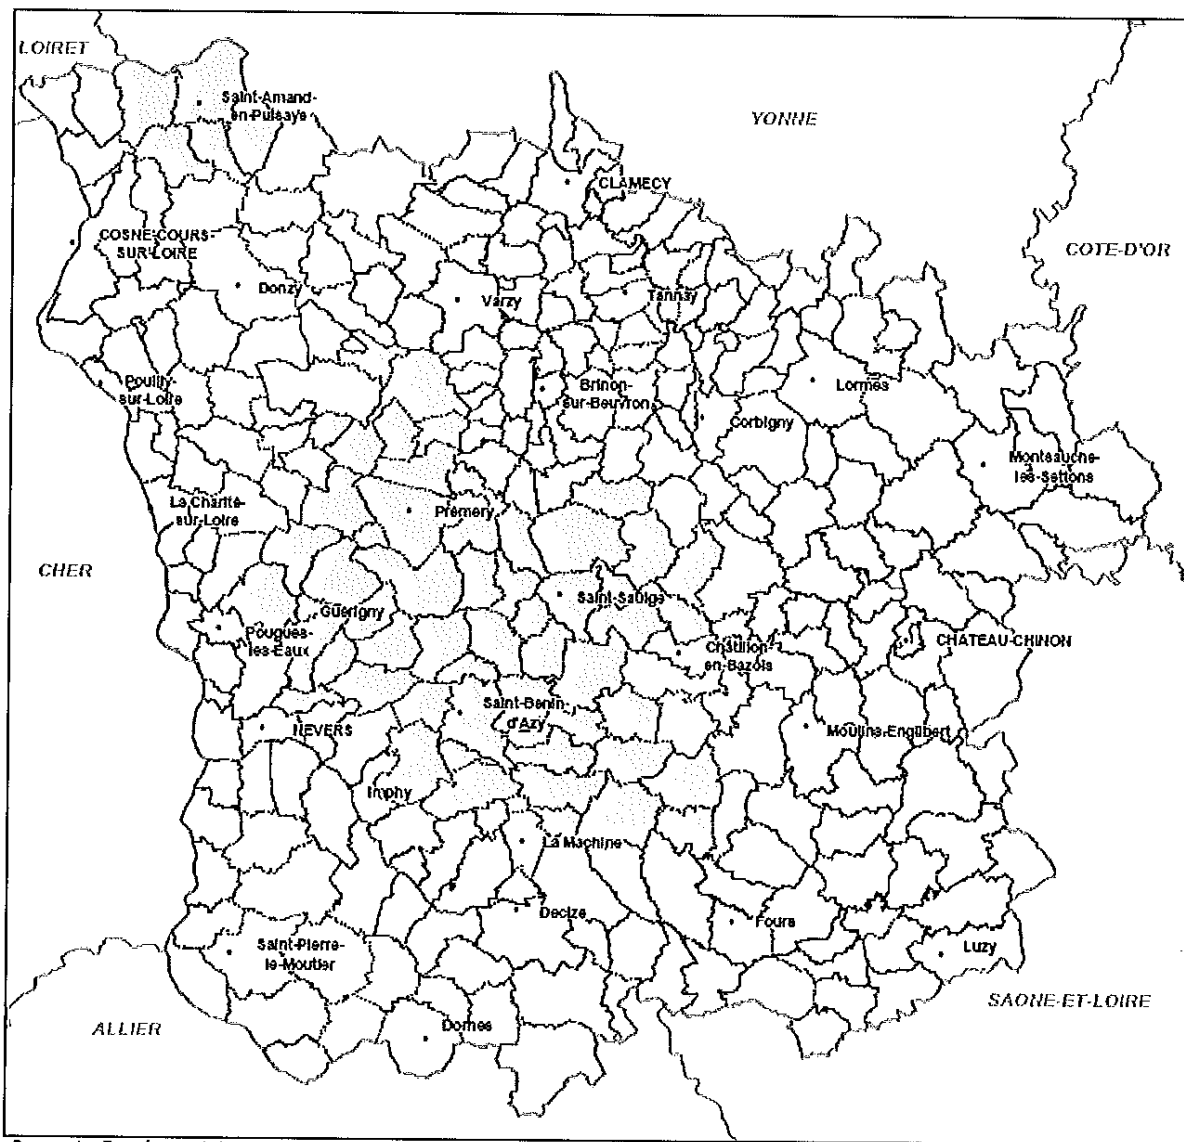 LOIRET
Saint-Amand-
en-Puisaye
YONNE
CLAMECY
COSNE-COURS-
SUR-LOIRE
COTE-D'OR
Donzy
Varzy
Tannay
Pouilly-
sur-Loire
Brinon-
sur-Beuvron
Lormes
Corbigny
Montsauche-
les-Settons
La Charité-
sur-Loire
Prémery
CHER
Saint-Saulge
Guérigny
Pougues-
les-Eaux
CHATEAU-CHINON
Châtillon-
en-Bazois
Saint-Benin-
d'Azy
NEVERS
Moulins-Engilbert
Imphy
La Machine
Decize
Fours
Saint-Pierre-
le-Moutier
Luzy
SAONE-ET-LOIRE
ALLIER
Dornes